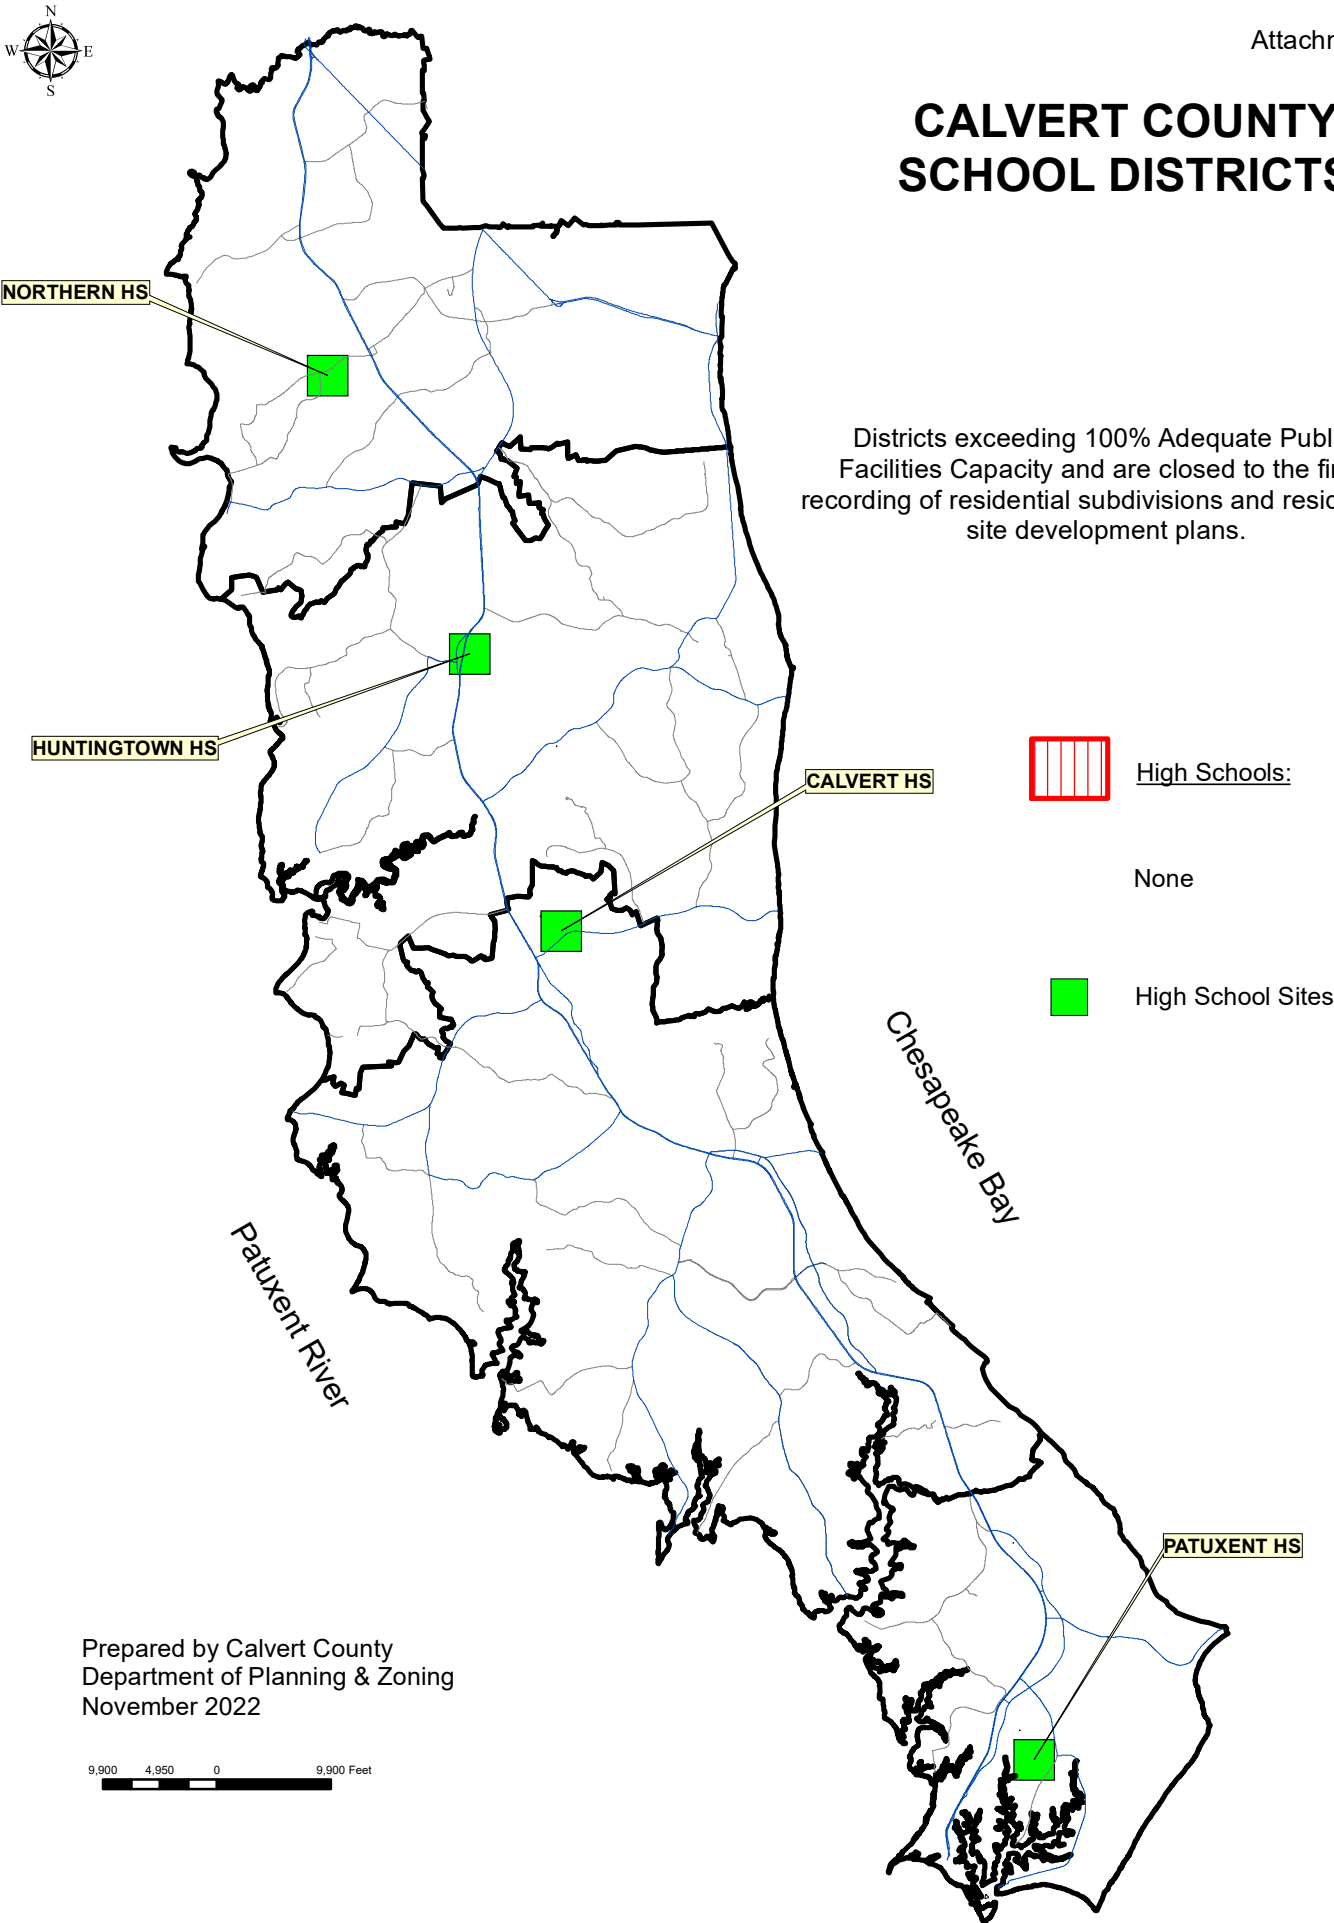 N
W E
S
Attachm
CALVERT COUNTY
SCHOOL DISTRICTS
NORTHERN HS
Districts exceeding 100% Adequate Publ
Facilities Capacity and are closed to the fi
recording of residential subdivisions and resid
site development plans.
HUNTINGTOWN HS
CALVERT HS
High Schools:
None
High School Sites
Chesapeake Bay
Patuxent River
PATUXENT HS
Prepared by Calvert County
Department of Planning & Zoning
November 2022
9,900 4,950 0 9,900 Feet